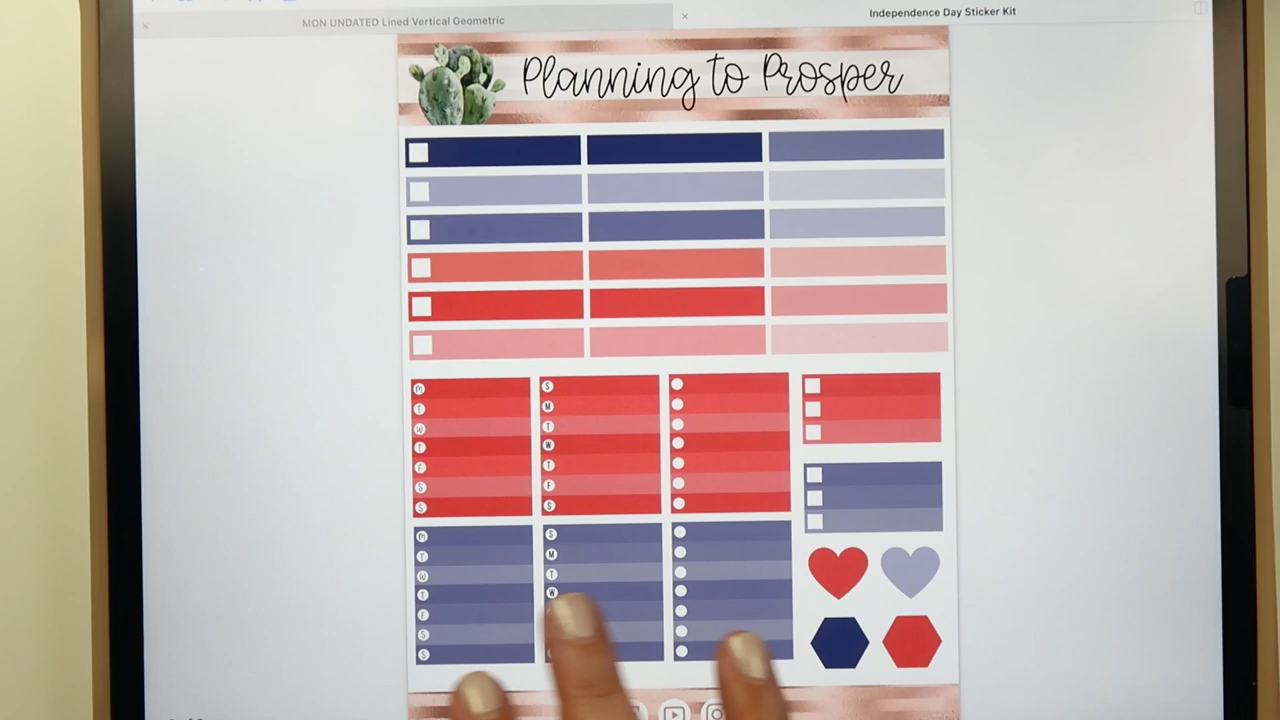 MON UNDATED Lined Vertical Geometric
Independence Day Sticker Kit
Planning to Prosper
M S
T M
W T
T W
F T
S F
S S
M S
T M
W T
T W
F
S
S